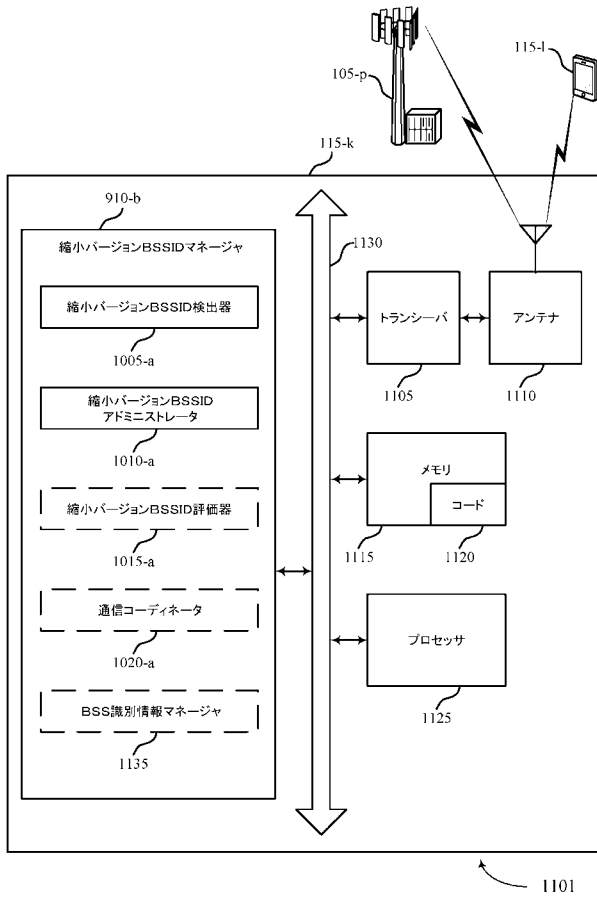 105-p
115-l
115-k
910-b
縮小バージョンBSSIDマネージャ
1130
縮小バージョンBSSID検出器
1005-a
トランシーバ
1105
アンテナ
1110
縮小バージョンBSSID
アドミニストレータ
1010-a
メモリ
コード
1115
1120
縮小バージョンBSSID評価器
1015-a
通信コーディネータ
1020-a
プロセッサ
1125
BSS識別情報マネージャ
1135
1101